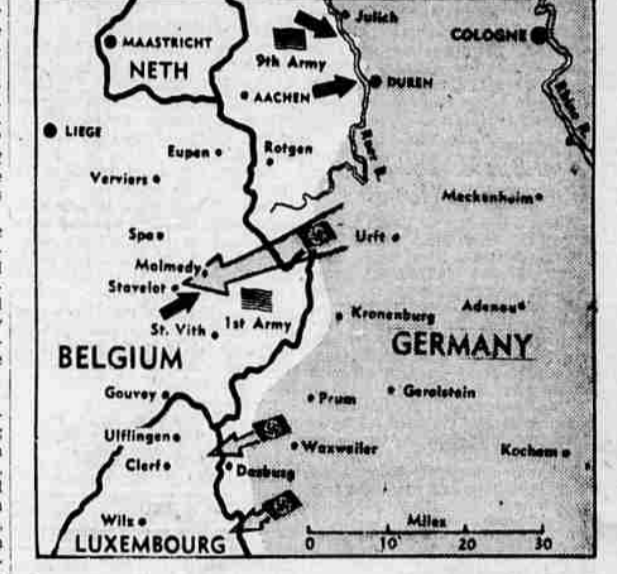 Julich
COLOGNE
MAASTRICHT
9th Army
NETH
DUREN
AACHEN
Rhine R.
LIEGE
Roer R.
Eupen
Rotgen
Verviers
Meckenheim
Spa
Urft
Malmedy
Stavelot
1st Army
Kronenburg
Adenau
St. Vith
BELGIUM
GERMANY
Gouvey
Prum
Gerolstein
Ulflingen
Waxweiler
Kochem
Clerf
Dasburg
Wilz
Miles
LUXEMBOURG
0 10 20 30